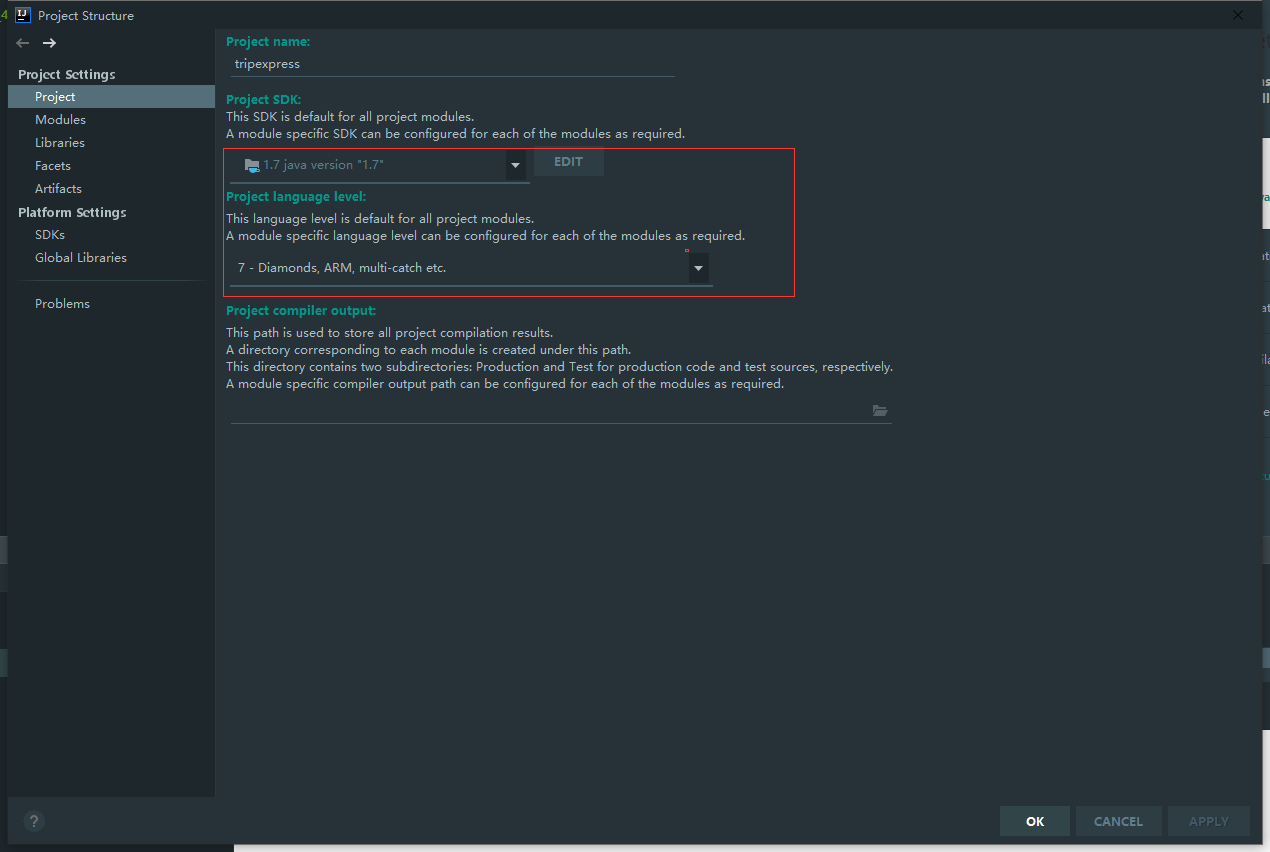 Project Structure
Project Settings
Project
Modules
Libraries
Facets
Artifacts
Platform Settings
SDKs
Global Libraries
Problems
Project name:
tripexpress
Project SDK:
This SDK is default for all project modules.
A module specific SDK can be configured for each of the modules as required.
1.7 java version "1.7"
EDIT
Project language level:
This language level is default for all project modules.
A module specific language level can be configured for each of the modules as required.
7 - Diamonds, ARM, multi-catch etc.
Project compiler output:
This path is used to store all project compilation results.
A directory corresponding to each module is created under this path.
This directory contains two subdirectories: Production and Test for production code and test sources, respectively.
A module specific compiler output path can be configured for each of the modules as required.
?
OK
CANCEL
APPLY